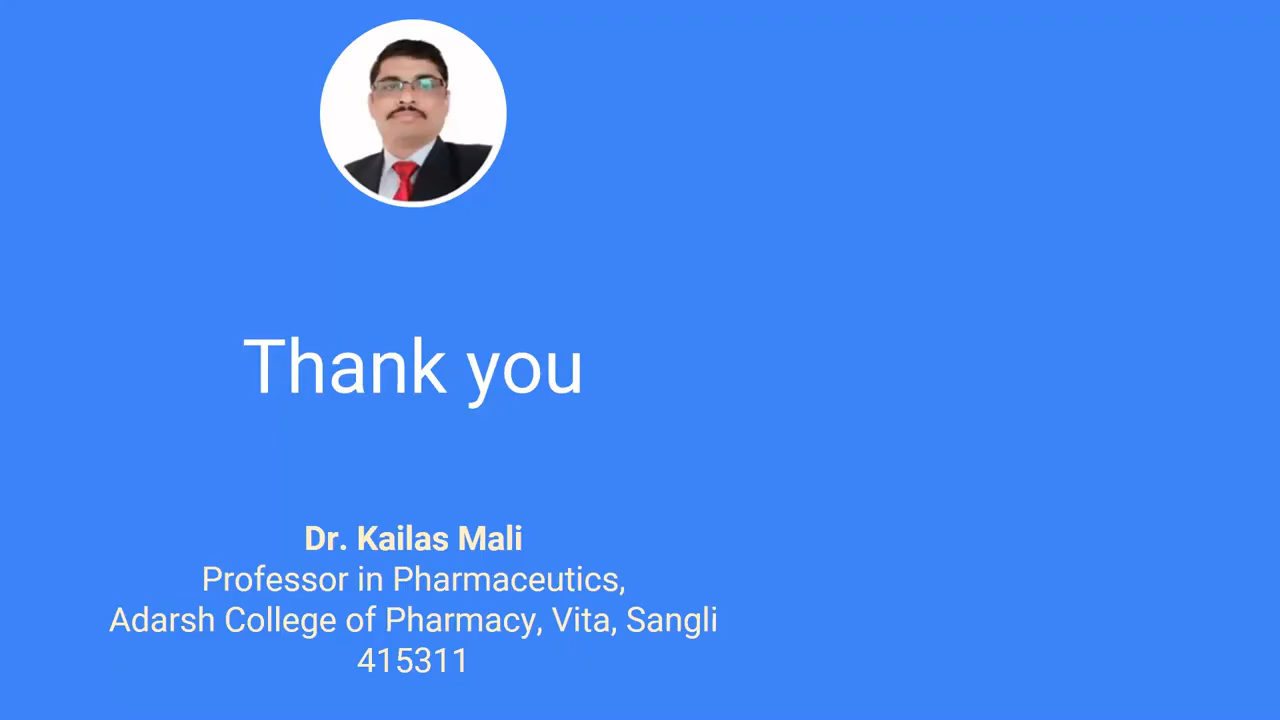 Thank you
Dr. Kailas Mali
Professor in Pharmaceutics,
Adarsh College of Pharmacy, Vita, Sangli
415311